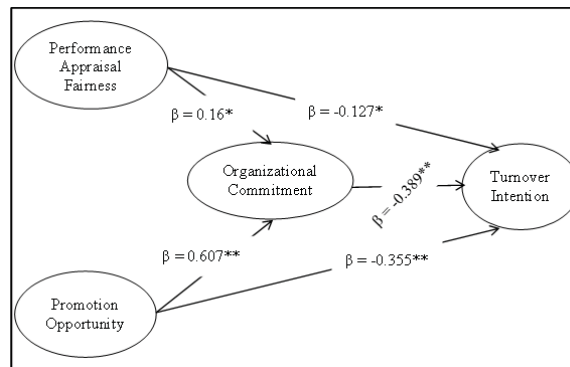 Performance
Appraisal
Fairness
β = 0.16*
β = -0.127*
Organizational
Commitment
β = -0.389**
Turnover
Intention
β = 0.607**
β = -0.355**
Promotion
Opportunity